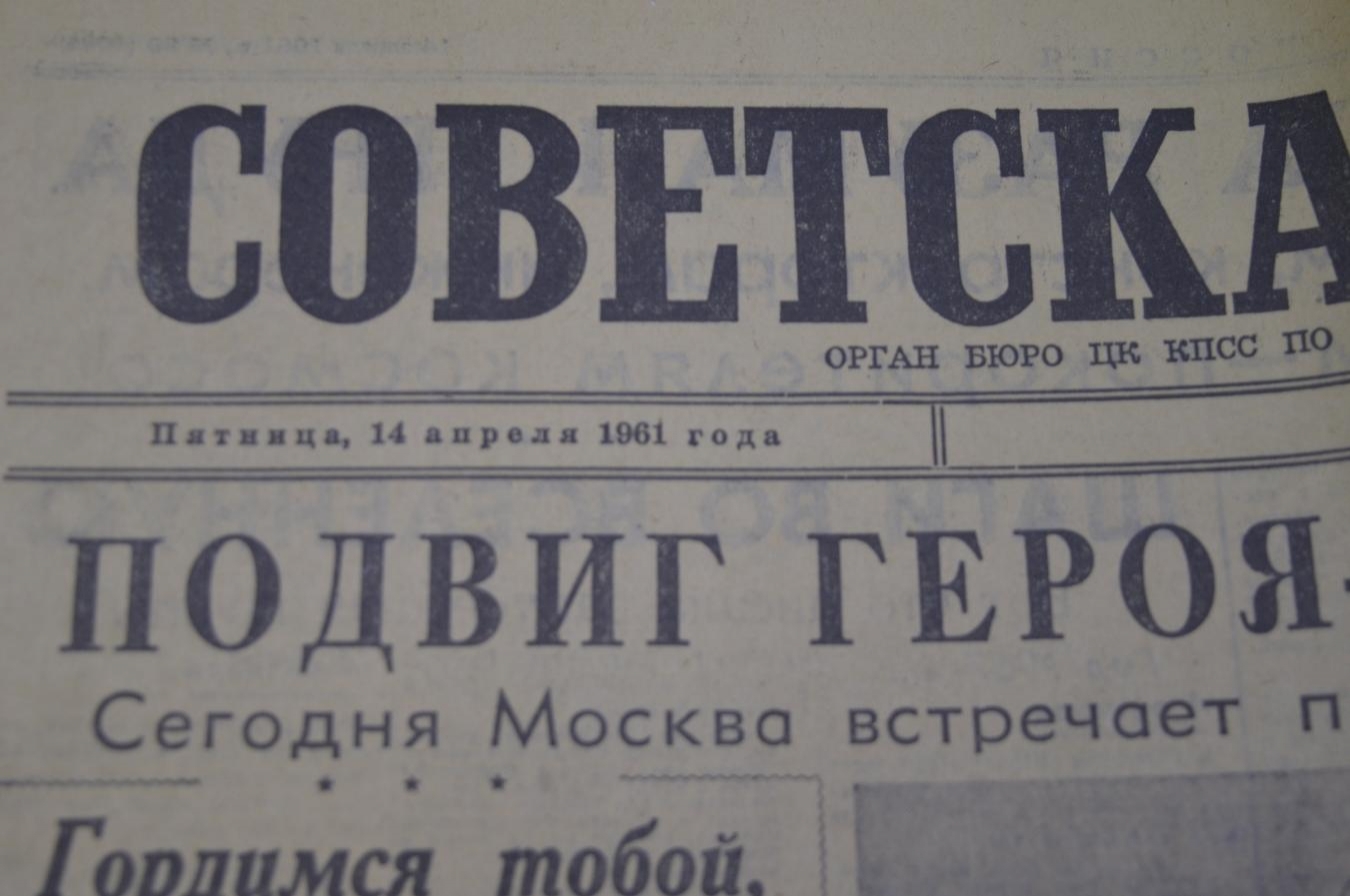 СОВЕТСКА
ОРГАН БЮРО ЦК КПСС ПО
Пятница, 14 апреля 1961 года
ПОДВИГ ГЕРОЯ-
Сегодня Москва встречает п
★ ★ ★
Гордимся тобой,